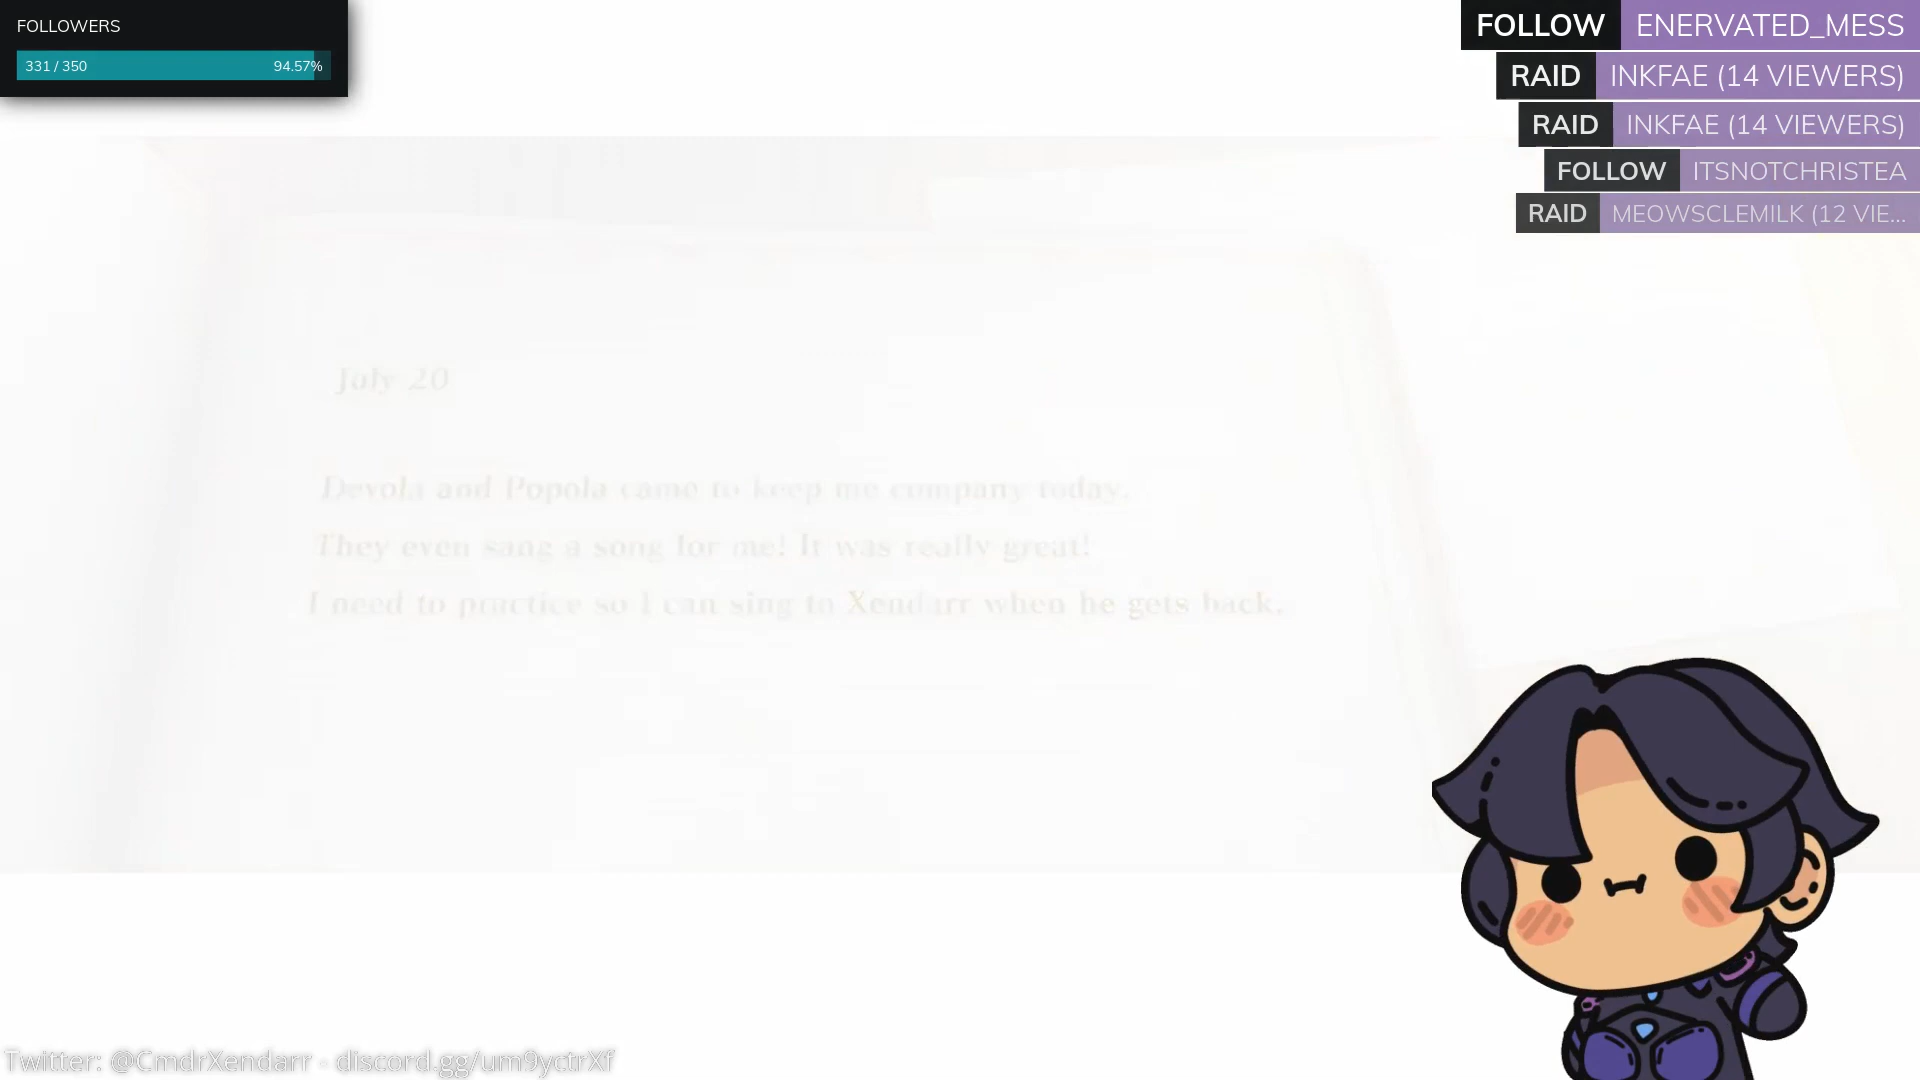 FOLLOWERS
331 / 350 94.57%
FOLLOW ENERVATED_MESS
RAID INKFAE (14 VIEWERS)
RAID INKFAE (14 VIEWERS)
FOLLOW ITSNOTCHRISTEA
RAID MEOWSCLEMILK (12 VIE...
July 20
Devola and Popola came to keep me company today.
They even sang a song for me! It was really great!
I need to practice so I can sing to Xendarr when he gets back.
Twitter: @CmdrXendarr - discord.gg/um9yctrXf